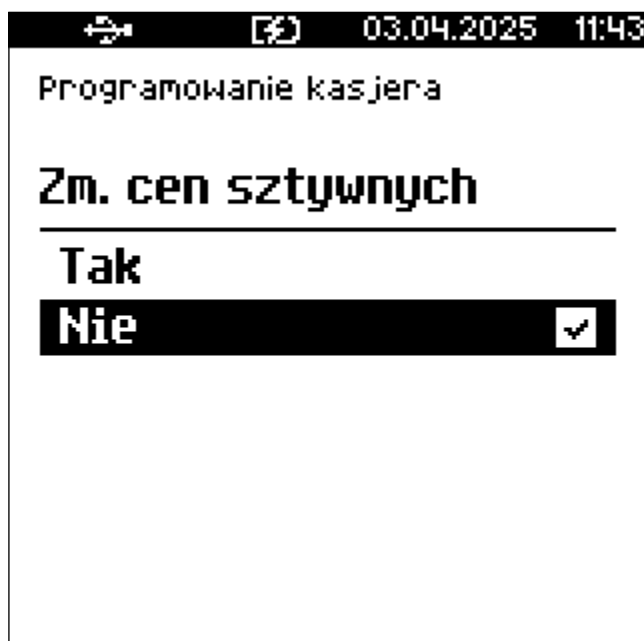 03.04.2025 11:43
Programowanie kasjera
Zm. cen sztywnych
Tak
Nie